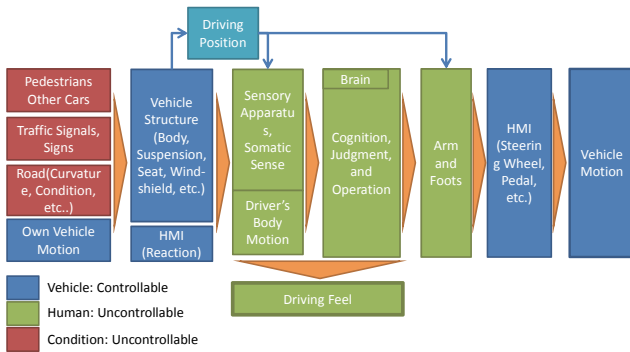 Driving
Position
Pedestrians
Other Cars
Traffic Signals,
Signs
Road(Curvatur
e, Condition,
etc..)
Own Vehicle
Motion
Vehicle
Structure
(Body,
Suspension,
Seat, Wind-
shield, etc.)
HMI
(Reaction)
Sensory
Apparat
us,
Somatic
Sense
Driver's
Body
Motion
Brain
Cognition,
Judgment,
and
Operation
Arm
and
Foots
HMI
(Steerin
g Wheel,
Pedal,
etc.)
Vehicle
Motion
Driving Feel
Vehicle: Controllable
Human: Uncontrollable
Condition: Uncontrollable